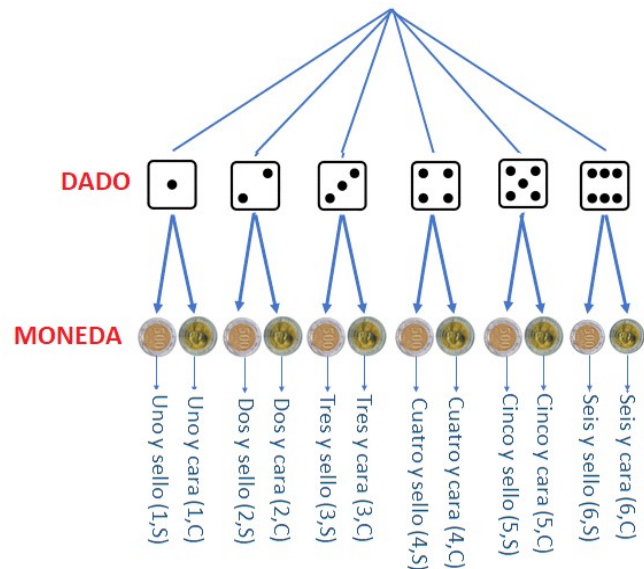 DADO
MONEDA
Uno y sello (1,S)
Uno y cara (1,C)
Dos y sello (2,S)
Dos y cara (2,C)
Tres y sello (3,S)
Tres y cara (3,C)
Cuatro y sello (4,S)
Cuatro y cara (4,C)
Cinco y sello (5,S)
Cinco y cara (5,C)
Seis y sello (6,S)
Seis y cara (6,C)